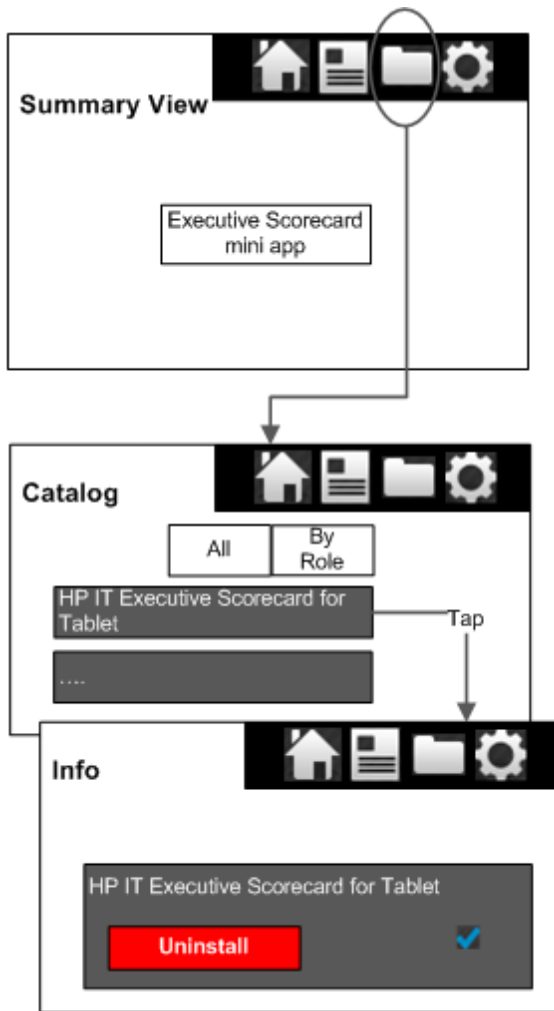 Summary View
Executive Scorecard
mini app
Catalog
All
By
Role
HP IT Executive Scorecard for
Tablet
Tap
....
Info
HP IT Executive Scorecard for Tablet
Uninstall